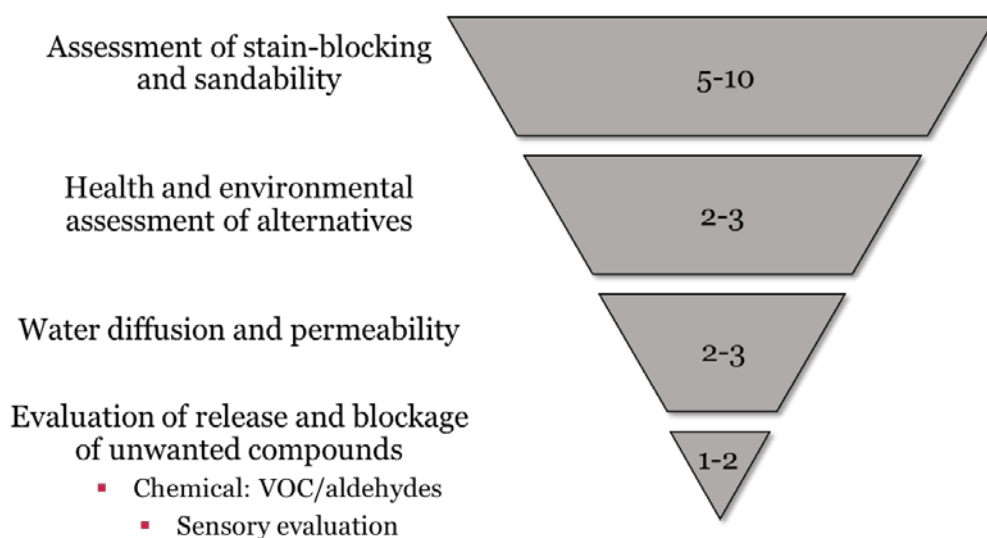 Assessment of stain-blocking
and sandability
5-10
Health and environmental
assessment of alternatives
2-3
Water diffusion and permeability
2-3
Evaluation of release and blockage
of unwanted compounds
1-2
▪ Chemical: VOC/aldehydes
▪ Sensory evaluation